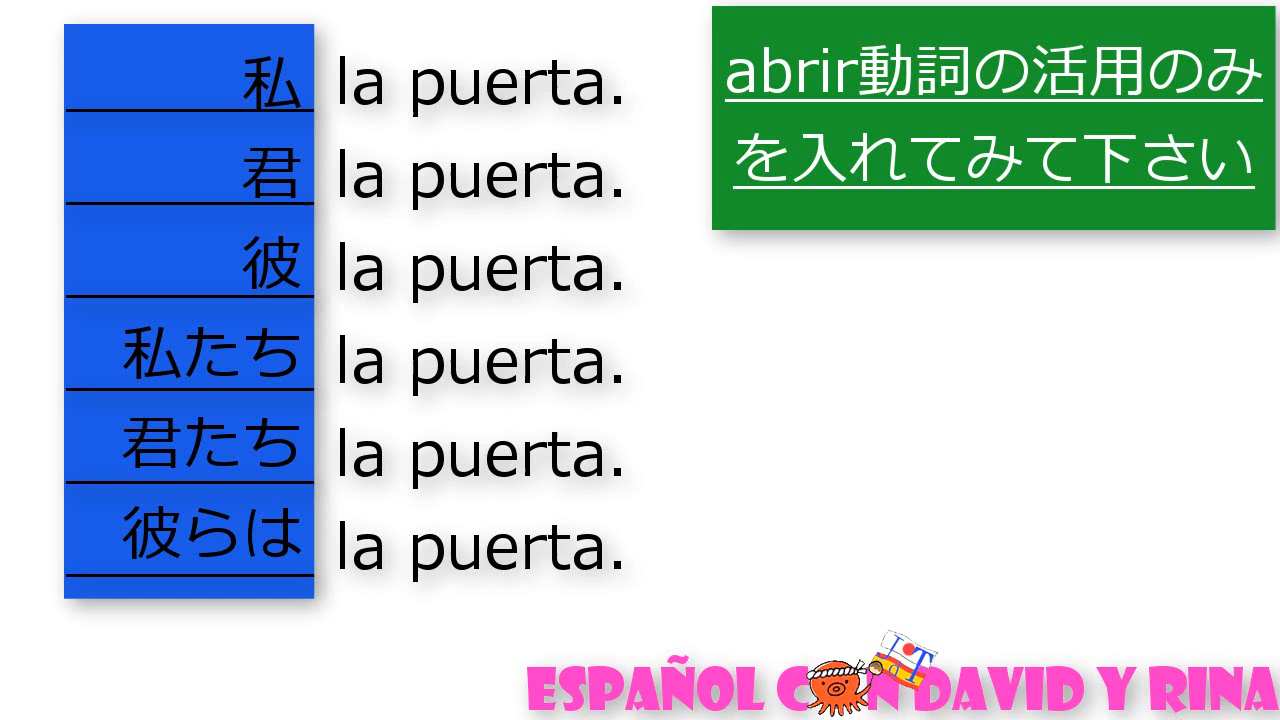 私 la puerta.
君 la puerta.
彼 la puerta.
私たち la puerta.
君たち la puerta.
彼らは la puerta.
abrir動詞の活用のみ
を入れてみて下さい
ESPAÑOL CON DAVID Y RINA